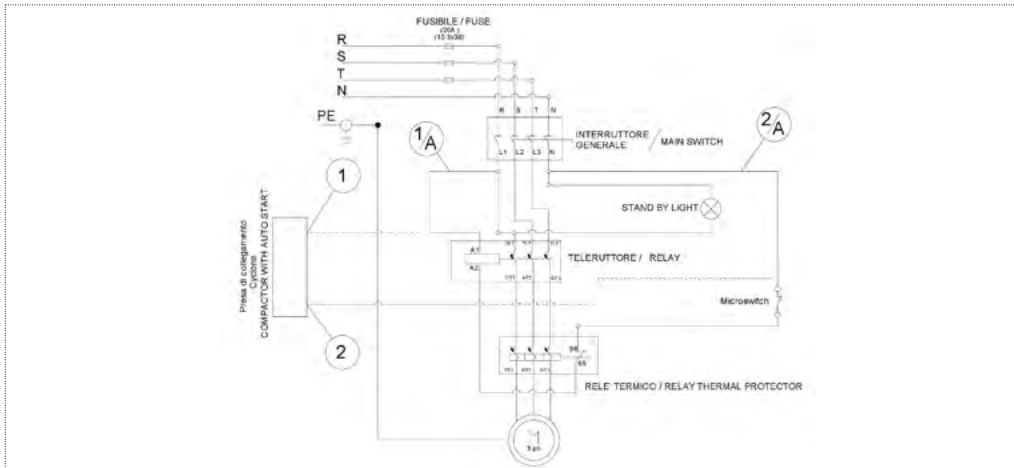 FUSIBILE / FUSE
(20A)
R
S
T
N
PE
R S T N
1/A
2/A
INTERRUTTORE
GENERALE / MAIN SWITCH
L1 L2 L3 N
1
STAND BY LIGHT
Presa di collegamento
Cyclone
COMPACTOR WITH AUTO START
A1
A2
TELERUTTORE / RELAY
Microswitch
2
96
95
RELE' TERMICO / RELAY THERMAL PROTECTOR
3 ph